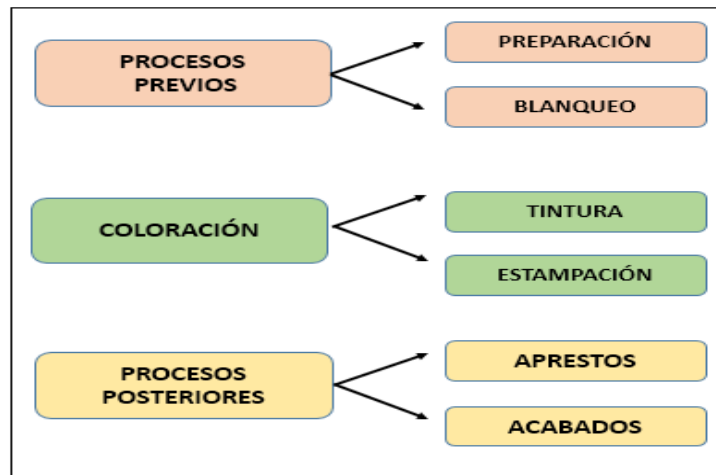 PROCESOS
PREVIOS
PREPARACIÓN
BLANQUEO
COLORACIÓN
TINTURA
ESTAMPACIÓN
PROCESOS
POSTERIORES
APRESTOS
ACABADOS